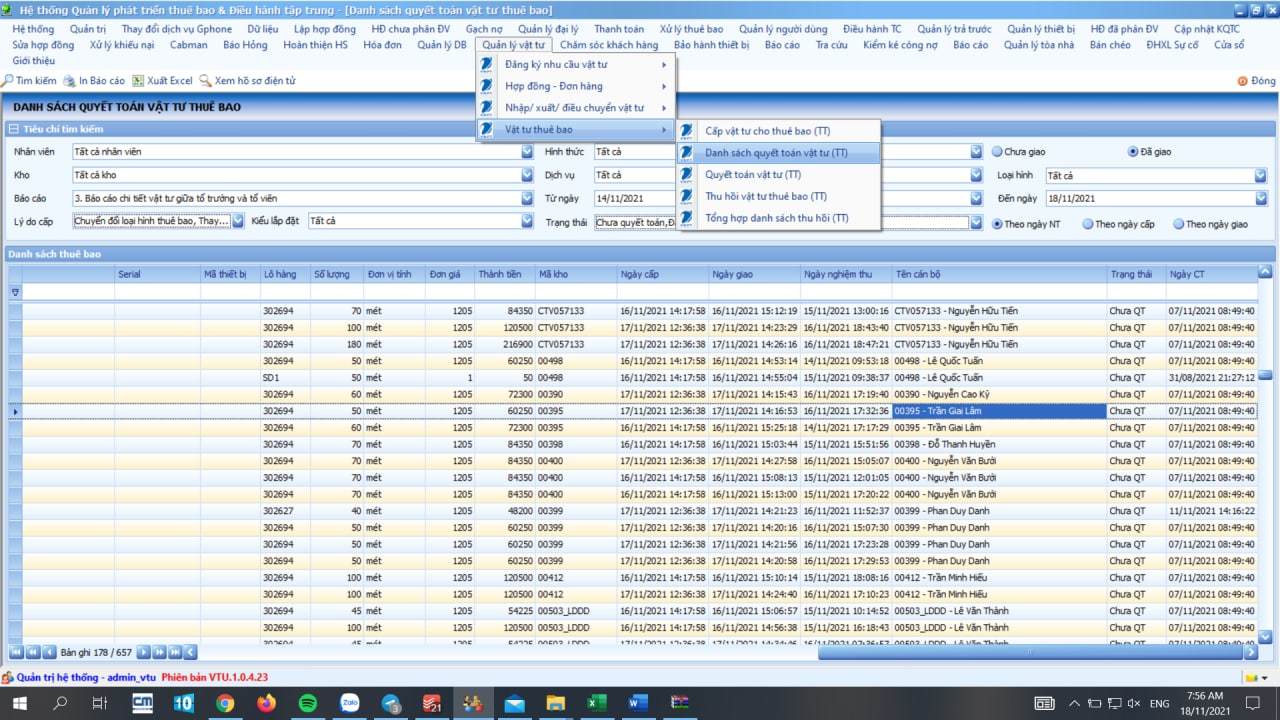 Hệ thống Quản lý phát triển thuê bao & Điều hành tập trung - [Danh sách quyết toán vật tư thuê bao]
Hệ thống Quản trị Thay đổi dịch vụ Gphone Dữ liệu Lập hợp đồng HĐ chưa phân ĐV Gạch nợ Quản lý đại lý Thanh toán Xử lý thuê bao Quản lý người dùng Điều hành TC Quản lý trả trước Quản lý thiết bị HĐ đã phân ĐV Cập nhật KQTC
Sửa hợp đồng Xử lý khiếu nại Cabman Báo Hỏng Hoàn thiện HS Hóa đơn Quản lý DB Quản lý vật tư Chăm sóc khách hàng Bảo hành thiết bị Báo cáo Tra cứu Kiểm kê công nợ Báo cáo Quản lý tòa nhà Bán chéo ĐHXL Sự cố Cửa sổ
Giới thiệu
Tìm kiếm In Báo cáo Xuất Excel Xem hồ sơ điện tử Đóng
Đăng ký nhu cầu vật tư
Hợp đồng - Đơn hàng
Nhập/ xuất/ điều chuyển vật tư
Vật tư thuê bao
Cấp vật tư cho thuê bao (TT)
Danh sách quyết toán vật tư (TT)
Quyết toán vật tư (TT)
Thu hồi vật tư thuê bao (TT)
Tổng hợp danh sách thu hồi (TT)
DANH SÁCH QUYẾT TOÁN VẬT TƯ THUÊ BAO
Tiêu chí tìm kiếm
Nhân viên Tất cả nhân viên Hình thức Tất cả Chưa giao Đã giao
Kho Tất cả kho Dịch vụ Tất cả Loại hình Tất cả
Báo cáo 3. Báo cáo chi tiết vật tư giữa tổ trưởng và tổ viên Từ ngày 14/11/2021 Đến ngày 18/11/2021
Lý do cấp Chuyển đổi loại hình thuê bao, Thay... Kiểu lắp đặt Tất cả Trạng thái Chưa quyết toán, Theo ngày NT Theo ngày cấp Theo ngày giao
Danh sách thuê bao
Serial Mã thiết bị Lô hàng Số lượng Đơn vị tính Đơn giá Thành tiền Mã kho Ngày cấp Ngày giao Ngày nghiệm thu Tên cán bộ Trạng thái Ngày CT
302694 70 mét 1205 84350 CTV057133 16/11/2021 14:17:58 16/11/2021 15:12:19 15/11/2021 13:00:16 CTV057133 - Nguyễn Hữu Tiến Chưa QT 07/11/2021 08:49:40
302694 100 mét 1205 120500 CTV057133 17/11/2021 12:36:38 17/11/2021 14:23:29 16/11/2021 18:43:40 CTV057133 - Nguyễn Hữu Tiến Chưa QT 07/11/2021 08:49:40
302694 180 mét 1205 216900 CTV057133 17/11/2021 12:36:38 17/11/2021 14:26:16 16/11/2021 18:47:21 CTV057133 - Nguyễn Hữu Tiến Chưa QT 07/11/2021 08:49:40
302694 50 mét 1205 60250 00498 16/11/2021 14:17:58 16/11/2021 14:53:14 14/11/2021 09:53:18 00498 - Lê Quốc Tuấn Chưa QT 07/11/2021 08:49:40
SD1 50 mét 1 50 00498 16/11/2021 14:17:58 16/11/2021 14:55:04 15/11/2021 09:38:37 00498 - Lê Quốc Tuấn Chưa QT 31/08/2021 21:27:12
302694 60 mét 1205 72300 00390 17/11/2021 12:36:38 17/11/2021 14:15:43 16/11/2021 17:19:40 00390 - Nguyễn Cao Kỳ Chưa QT 07/11/2021 08:49:40
302694 50 mét 1205 60250 00395 17/11/2021 12:36:38 17/11/2021 14:16:53 16/11/2021 17:32:36 00395 - Trần Giai Lâm Chưa QT 07/11/2021 08:49:40
302694 60 mét 1205 72300 00395 16/11/2021 14:17:58 16/11/2021 15:25:18 14/11/2021 17:17:29 00395 - Trần Giai Lâm Chưa QT 07/11/2021 08:49:40
302694 70 mét 1205 84350 00398 16/11/2021 14:17:58 16/11/2021 15:03:44 15/11/2021 15:51:56 00398 - Đỗ Thanh Huyền Chưa QT 07/11/2021 08:49:40
302694 70 mét 1205 84350 00400 17/11/2021 12:36:38 17/11/2021 14:27:58 16/11/2021 15:05:07 00400 - Nguyễn Văn Bưởi Chưa QT 07/11/2021 08:49:40
302694 70 mét 1205 84350 00400 16/11/2021 14:17:58 16/11/2021 15:08:13 15/11/2021 12:01:05 00400 - Nguyễn Văn Bưởi Chưa QT 07/11/2021 08:49:40
302694 70 mét 1205 84350 00400 16/11/2021 14:17:58 16/11/2021 15:13:00 15/11/2021 17:20:22 00400 - Nguyễn Văn Bưởi Chưa QT 07/11/2021 08:49:40
302627 40 mét 1205 48200 00399 17/11/2021 12:36:38 17/11/2021 14:21:23 16/11/2021 11:52:37 00399 - Phan Duy Danh Chưa QT 11/11/2021 14:16:22
302694 50 mét 1205 60250 00399 17/11/2021 12:36:38 17/11/2021 14:20:16 16/11/2021 15:07:30 00399 - Phan Duy Danh Chưa QT 07/11/2021 08:49:40
302694 50 mét 1205 60250 00399 17/11/2021 12:36:38 17/11/2021 14:21:56 16/11/2021 17:23:28 00399 - Phan Duy Danh Chưa QT 07/11/2021 08:49:40
302694 50 mét 1205 60250 00399 17/11/2021 12:36:38 17/11/2021 14:20:58 16/11/2021 17:29:53 00399 - Phan Duy Danh Chưa QT 07/11/2021 08:49:40
302694 100 mét 1205 120500 00412 16/11/2021 14:17:58 16/11/2021 15:10:14 15/11/2021 18:08:16 00412 - Trần Minh Hiếu Chưa QT 07/11/2021 08:49:40
302694 100 mét 1205 120500 00412 17/11/2021 12:36:38 17/11/2021 14:24:40 16/11/2021 17:10:23 00412 - Trần Minh Hiếu Chưa QT 07/11/2021 08:49:40
302694 45 mét 1205 54225 00503_LDDD 16/11/2021 14:17:58 16/11/2021 15:06:57 15/11/2021 10:14:52 00503_LDDD - Lê Văn Thành Chưa QT 07/11/2021 08:49:40
302694 100 mét 1205 120500 00503_LDDD 16/11/2021 14:17:58 16/11/2021 14:56:38 15/11/2021 16:18:43 00503_LDDD - Lê Văn Thành Chưa QT 07/11/2021 08:49:40
Bản ghi 178 / 657
Quản trị hệ thống - admin_vtu Phiên bản VTU.1.0.4.23
7:56 AM
ENG
18/11/2021